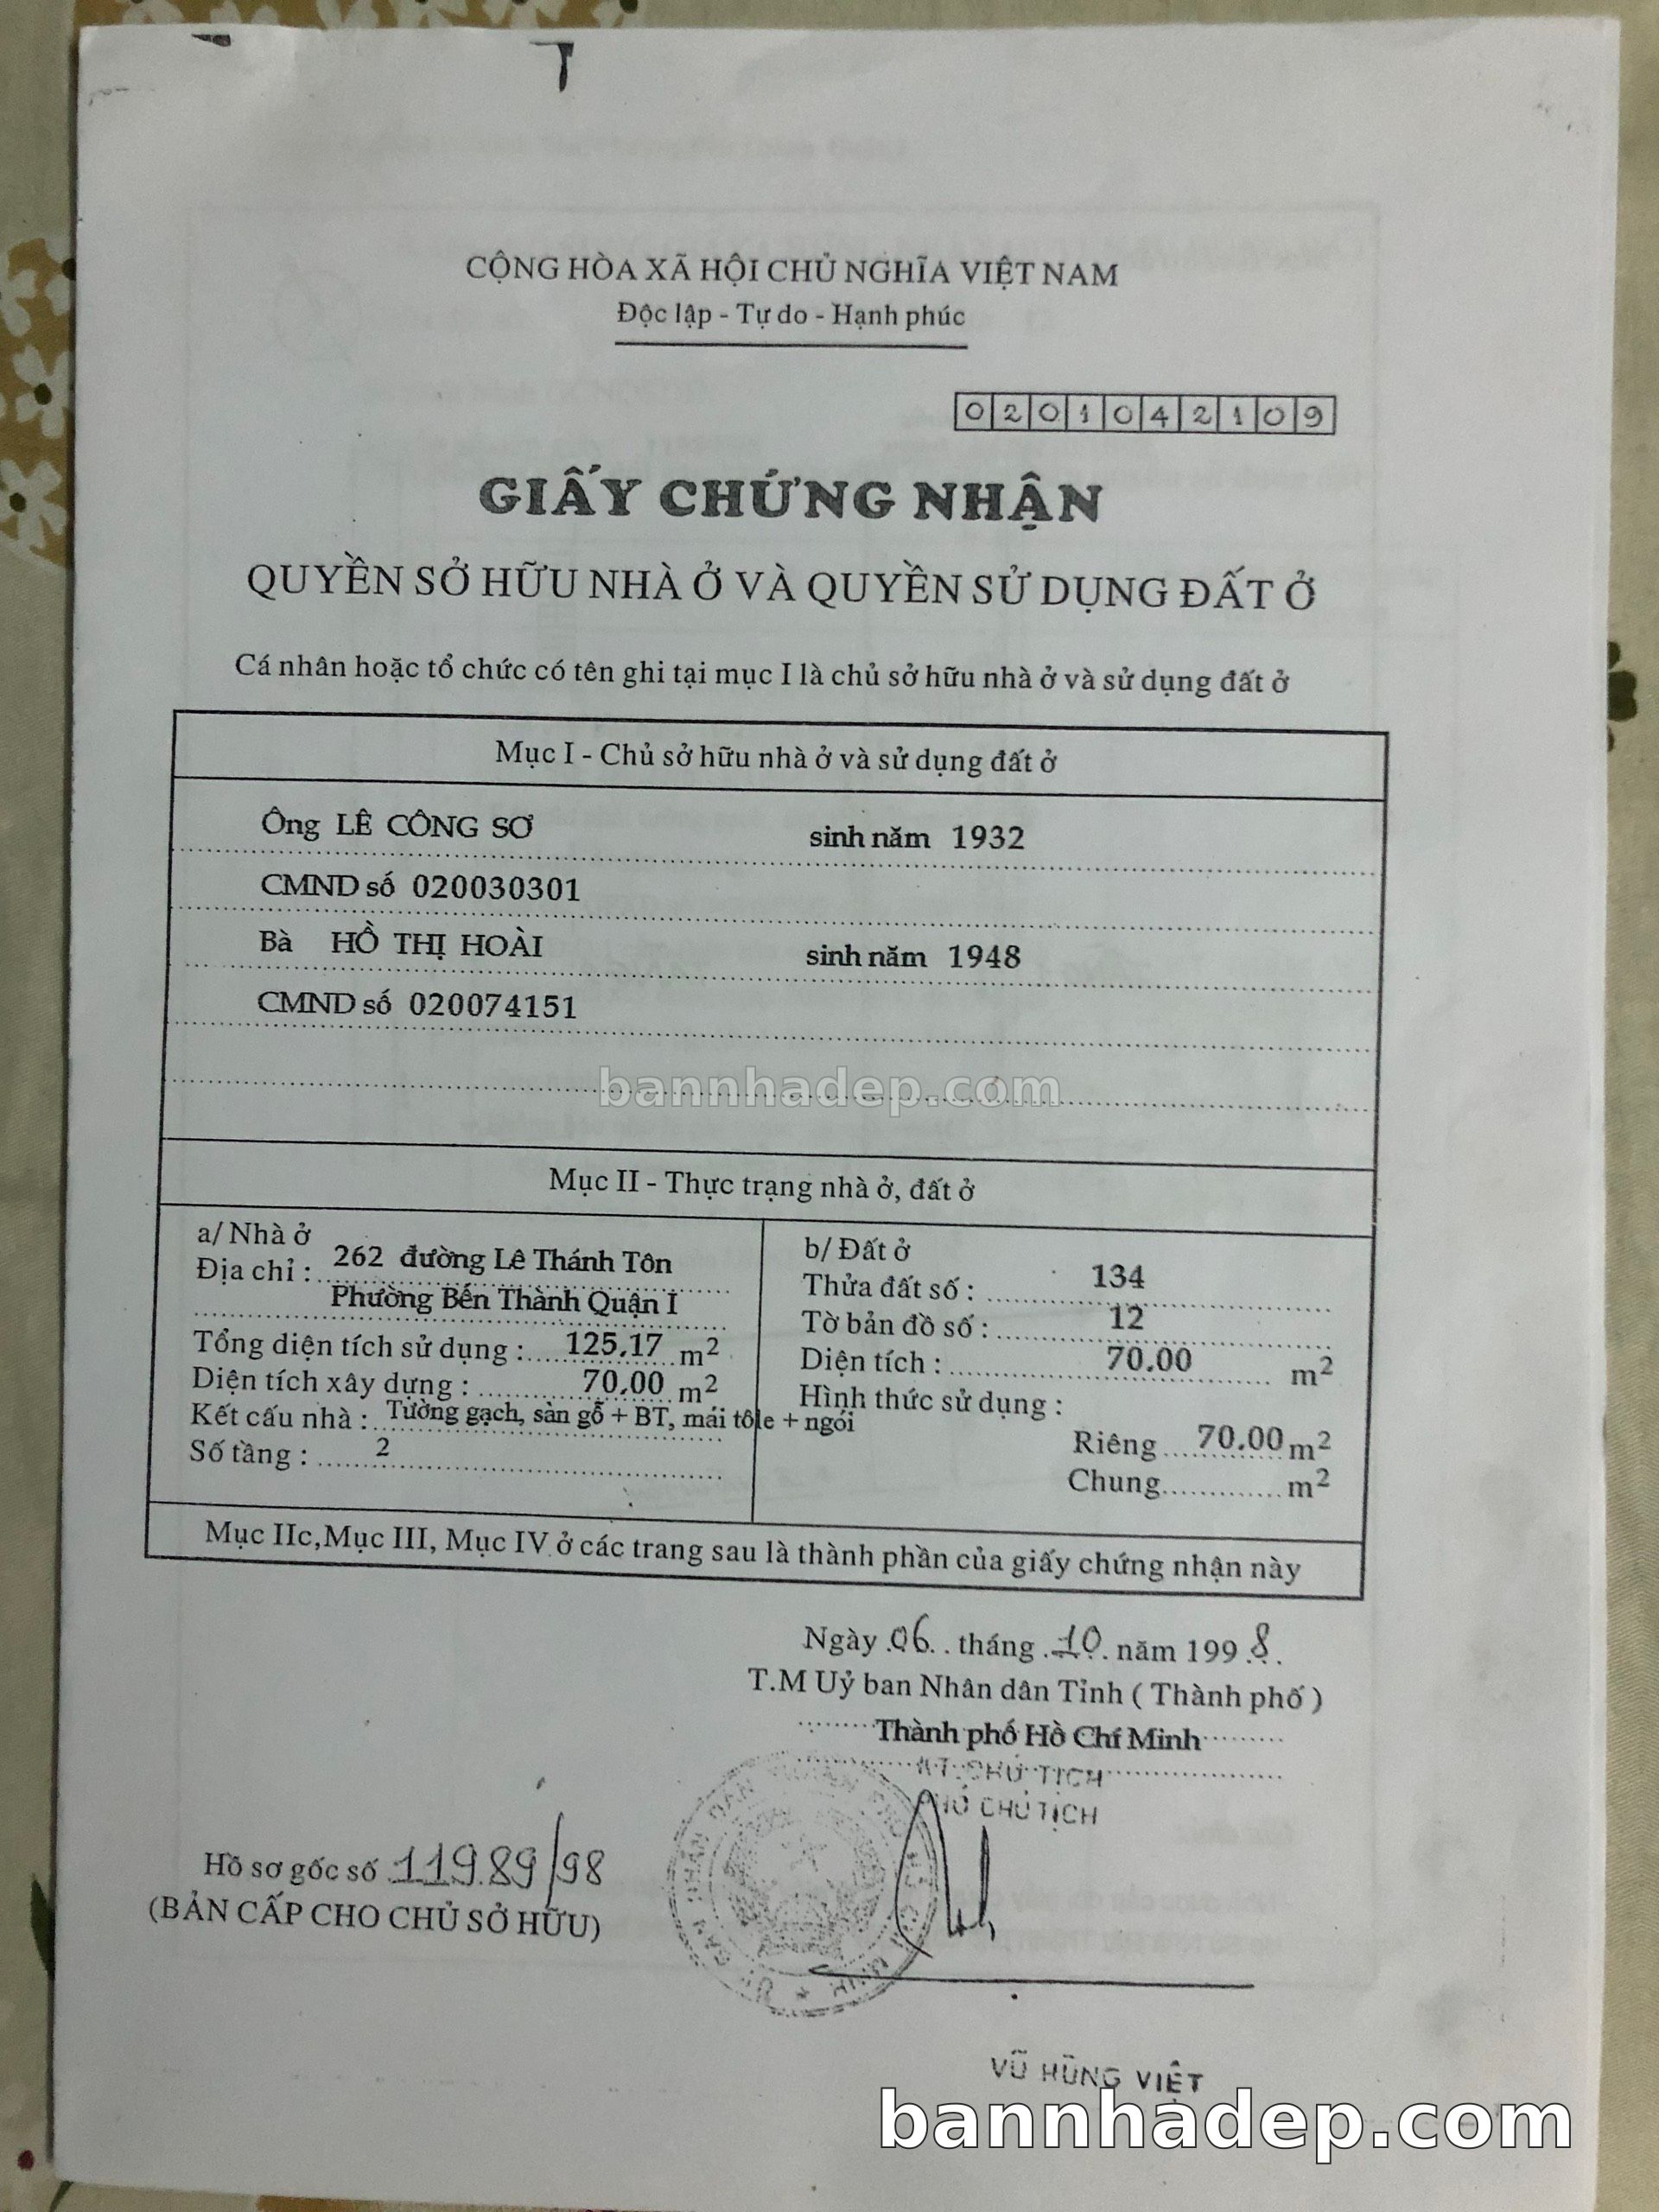 CỘNG HÒA XÃ HỘI CHỦ NGHĨA VIỆT NAM
Độc lập - Tự do - Hạnh phúc
0201042109
GIẤY CHỨNG NHẬN
QUYỀN SỞ HỮU NHÀ Ở VÀ QUYỀN SỬ DỤNG ĐẤT Ở
Cá nhân hoặc tổ chức có tên ghi tại mục I là chủ sở hữu nhà ở và sử dụng đất ở
Mục I - Chủ sở hữu nhà ở và sử dụng đất ở
Ông LÊ CÔNG SƠ sinh năm 1932
CMND số 020030301
Bà HỒ THỊ HOÀI sinh năm 1948
CMND số 020074151
bannhadep.com
Mục II - Thực trạng nhà ở, đất ở
a/ Nhà ở
Địa chỉ : 262 đường Lê Thánh Tôn
Phường Bến Thành Quận I
Tổng diện tích sử dụng : 125.17 m2
Diện tích xây dựng : 70.00 m2
Kết cấu nhà : Tường gạch, sàn gỗ + BT, mái tôle + ngói
Số tầng : 2
b/ Đất ở
Thửa đất số : 134
Tờ bản đồ số : 12
Diện tích : 70.00 m2
Hình thức sử dụng :
Riêng 70.00 m2
Chung m2
Mục IIc,Mục III, Mục IV ở các trang sau là thành phần của giấy chứng nhận này
Ngày 06 tháng 10 năm 1998
T.M Uỷ ban Nhân dân Tỉnh ( Thành phố )
Thành phố Hồ Chí Minh
KT.CHỦ TỊCH
PHÓ CHỦ TỊCH
Hồ sơ gốc số 11989/98
(BẢN CẤP CHO CHỦ SỞ HỮU)
VŨ HÙNG VIỆT
bannhadep.com